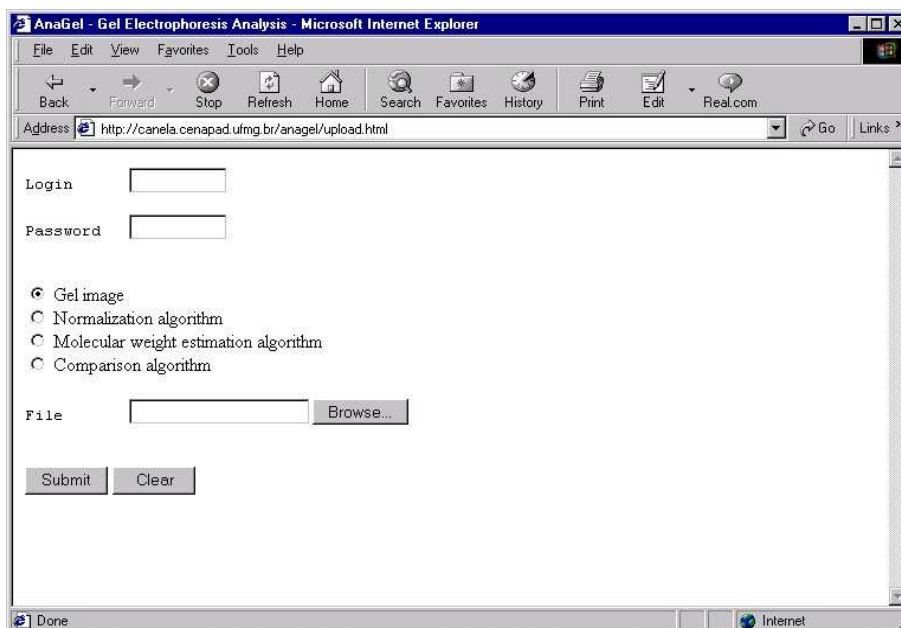 AnaGel - Gel Electrophoresis Analysis - Microsoft Internet Explorer
File Edit View Favorites Tools Help
Back Forward Stop Refresh Home Search Favorites History Print Edit Real.com
Address http://canela.cenapad.ufmg.br/anagel/upload.html Go Links »
Login
Password
Gel image
Normalization algorithm
Molecular weight estimation algorithm
Comparison algorithm
File Browse...
Submit Clear
Done Internet